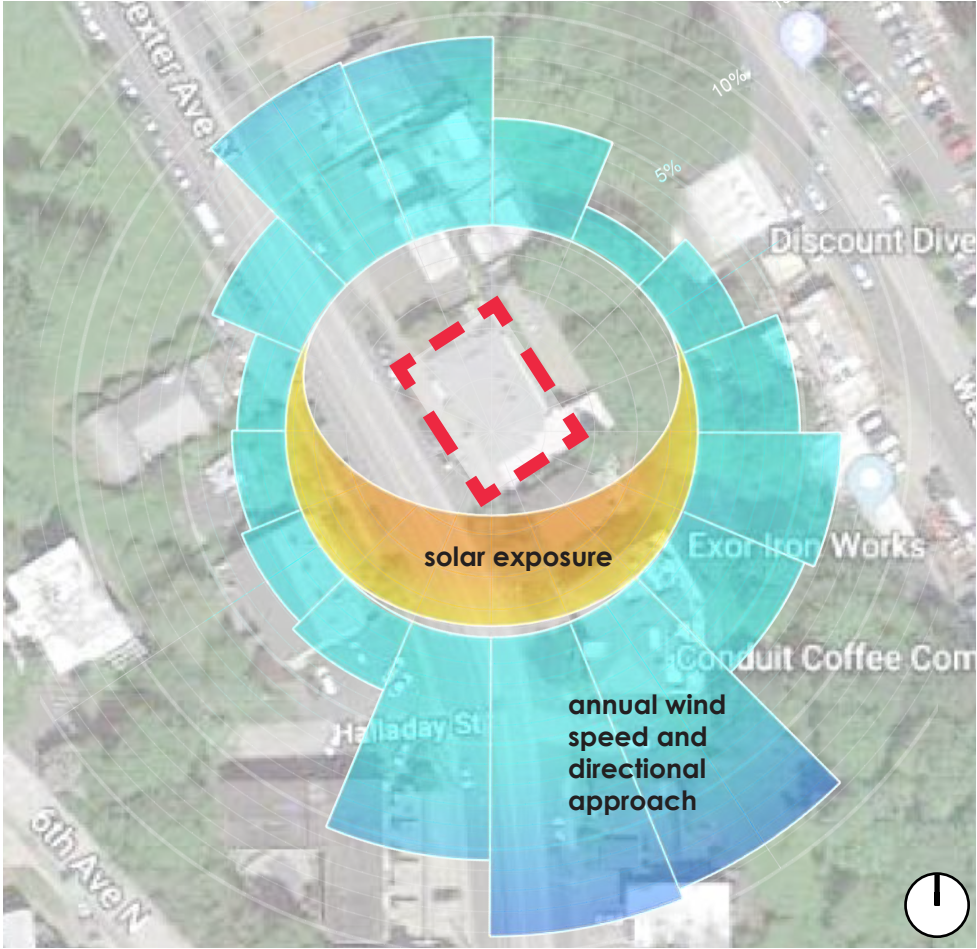 Dexter Ave
10%
5%
Discount Dive
solar exposure
Exor Iron Works
Conduit Coffee Com
annual wind
speed and
directional
approach
Halladay St
6th Ave N